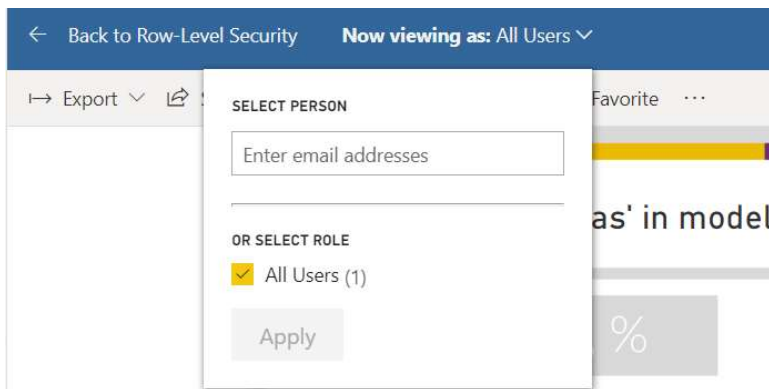 ← Back to Row-Level Security Now viewing as: All Users
Export
SELECT PERSON
Favorite ...
Enter email addresses
as' in model
OR SELECT ROLE
All Users (1)
Apply
%